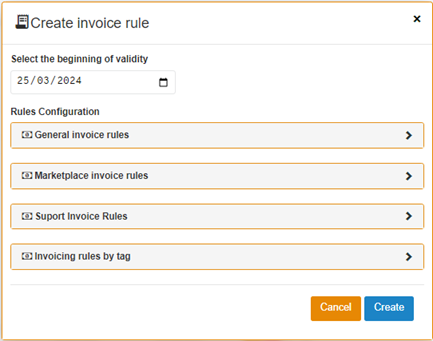 Create invoice rule
×
Select the beginning of validity
25/03/2024
Rules Configuration
General invoice rules
Marketplace invoice rules
Suport Invoice Rules
Invoicing rules by tag
Cancel Create